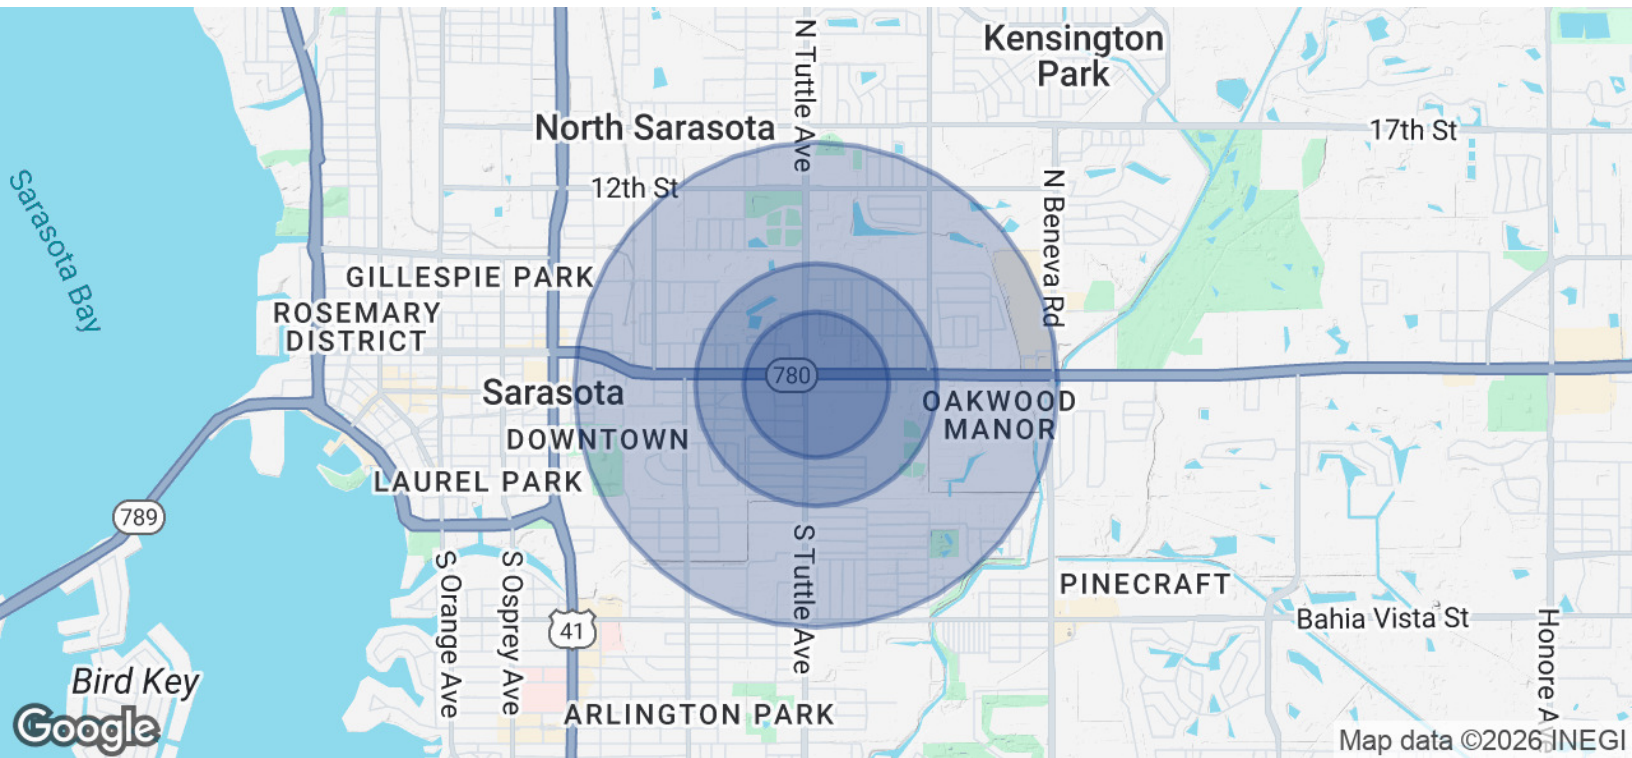 Kensington
Park
N Tuttle Ave
North Sarasota
17th St
12th St
N Beneva Rd
Sarasota Bay
GILLESPIE PARK
ROSEMARY
DISTRICT
780
Sarasota
OAKWOOD
MANOR
DOWNTOWN
LAUREL PARK
789
S Orange Ave
S Osprey Ave
S Tuttle Ave
PINECRAFT
Bahia Vista St
Honore Ave
41
Bird Key
ARLINGTON PARK
Google
Map data ©2026 INEGI